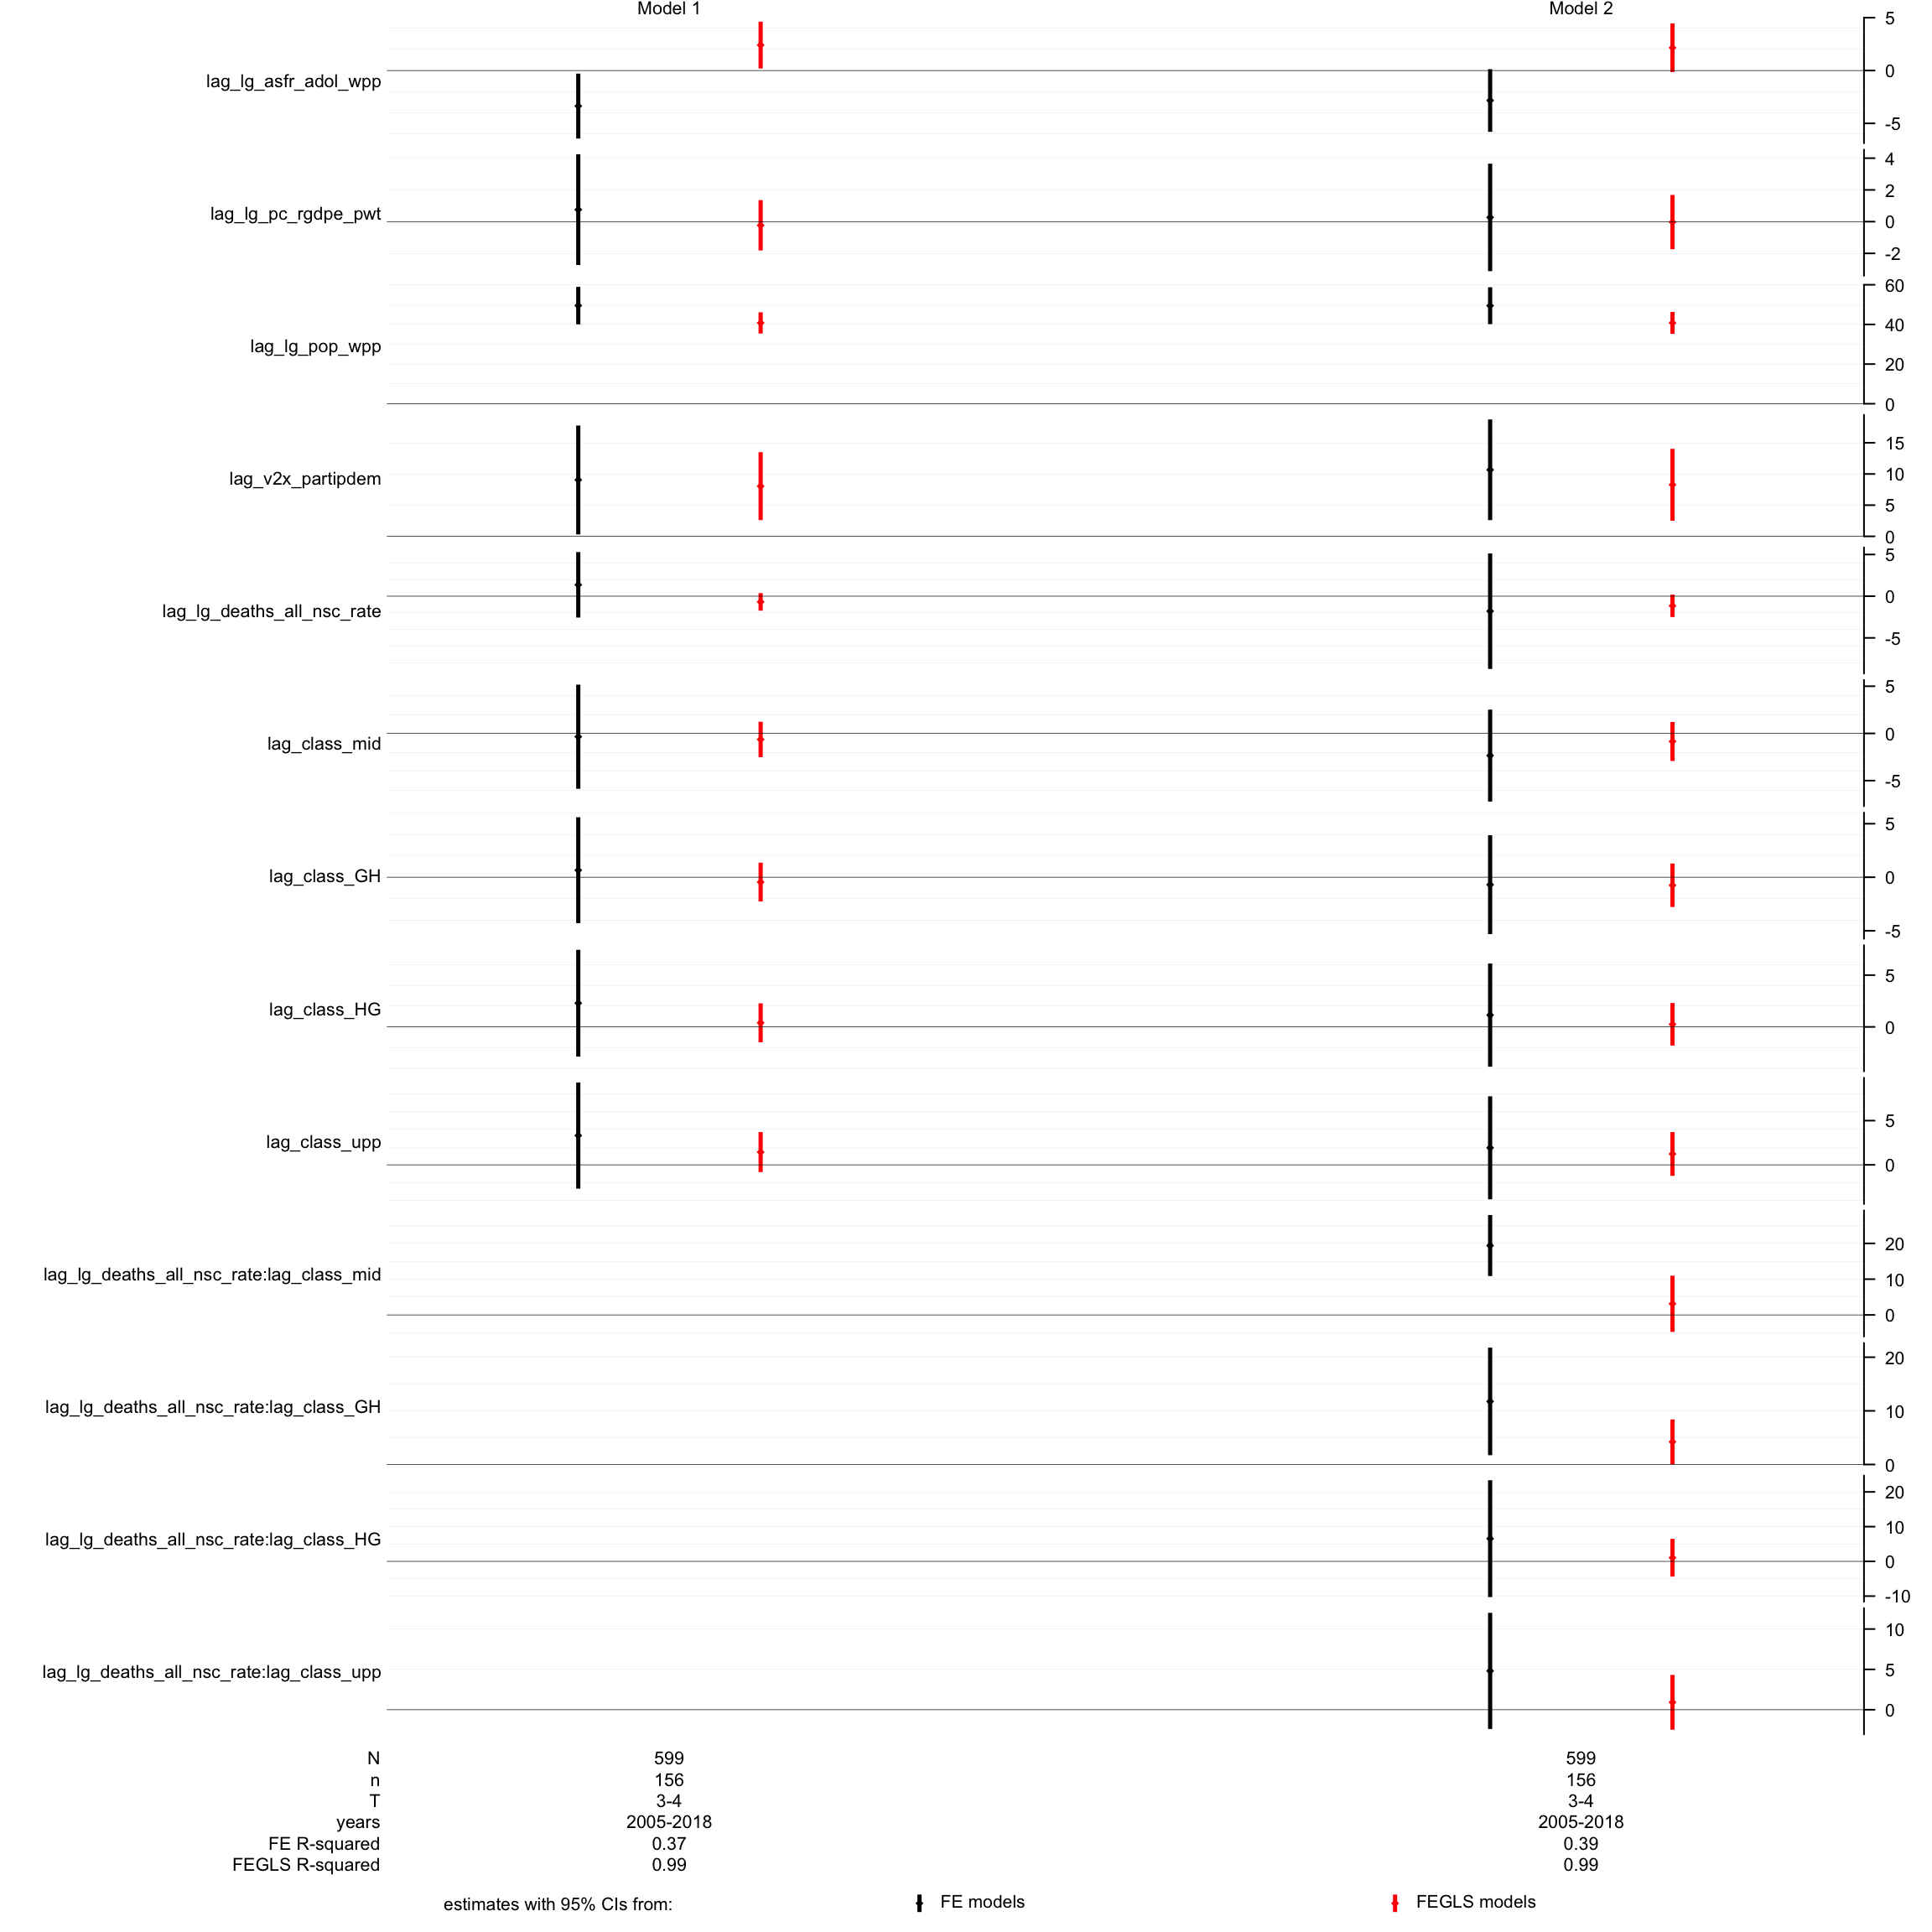 Model 1 Model 2
5
lag_lg_asfr_adol_wpp 0
-5
4
2
lag_lg_pc_rgdpe_pwt
0
-2
60
40
lag_lg_pop_wpp
20
0
15
lag_v2x_partipdem 10
5
0
5
0
lag_lg_deaths_all_nsc_rate
-5
5
0
lag_class_mid
-5
5
lag_class_GH 0
-5
5
lag_class_HG
0
5
lag_class_upp
0
20
lag_lg_deaths_all_nsc_rate:lag_class_mid 10
0
20
lag_lg_deaths_all_nsc_rate:lag_class_GH 10
0
20
10
lag_lg_deaths_all_nsc_rate:lag_class_HG
0
-10
10
lag_lg_deaths_all_nsc_rate:lag_class_upp 5
0
N 599 599
n 156 156
T 3-4 3-4
years 2005-2018 2005-2018
FE R-squared 0.37 0.39
FEGLS R-squared 0.99 0.99
estimates with 95% CIs from: FE models FEGLS models